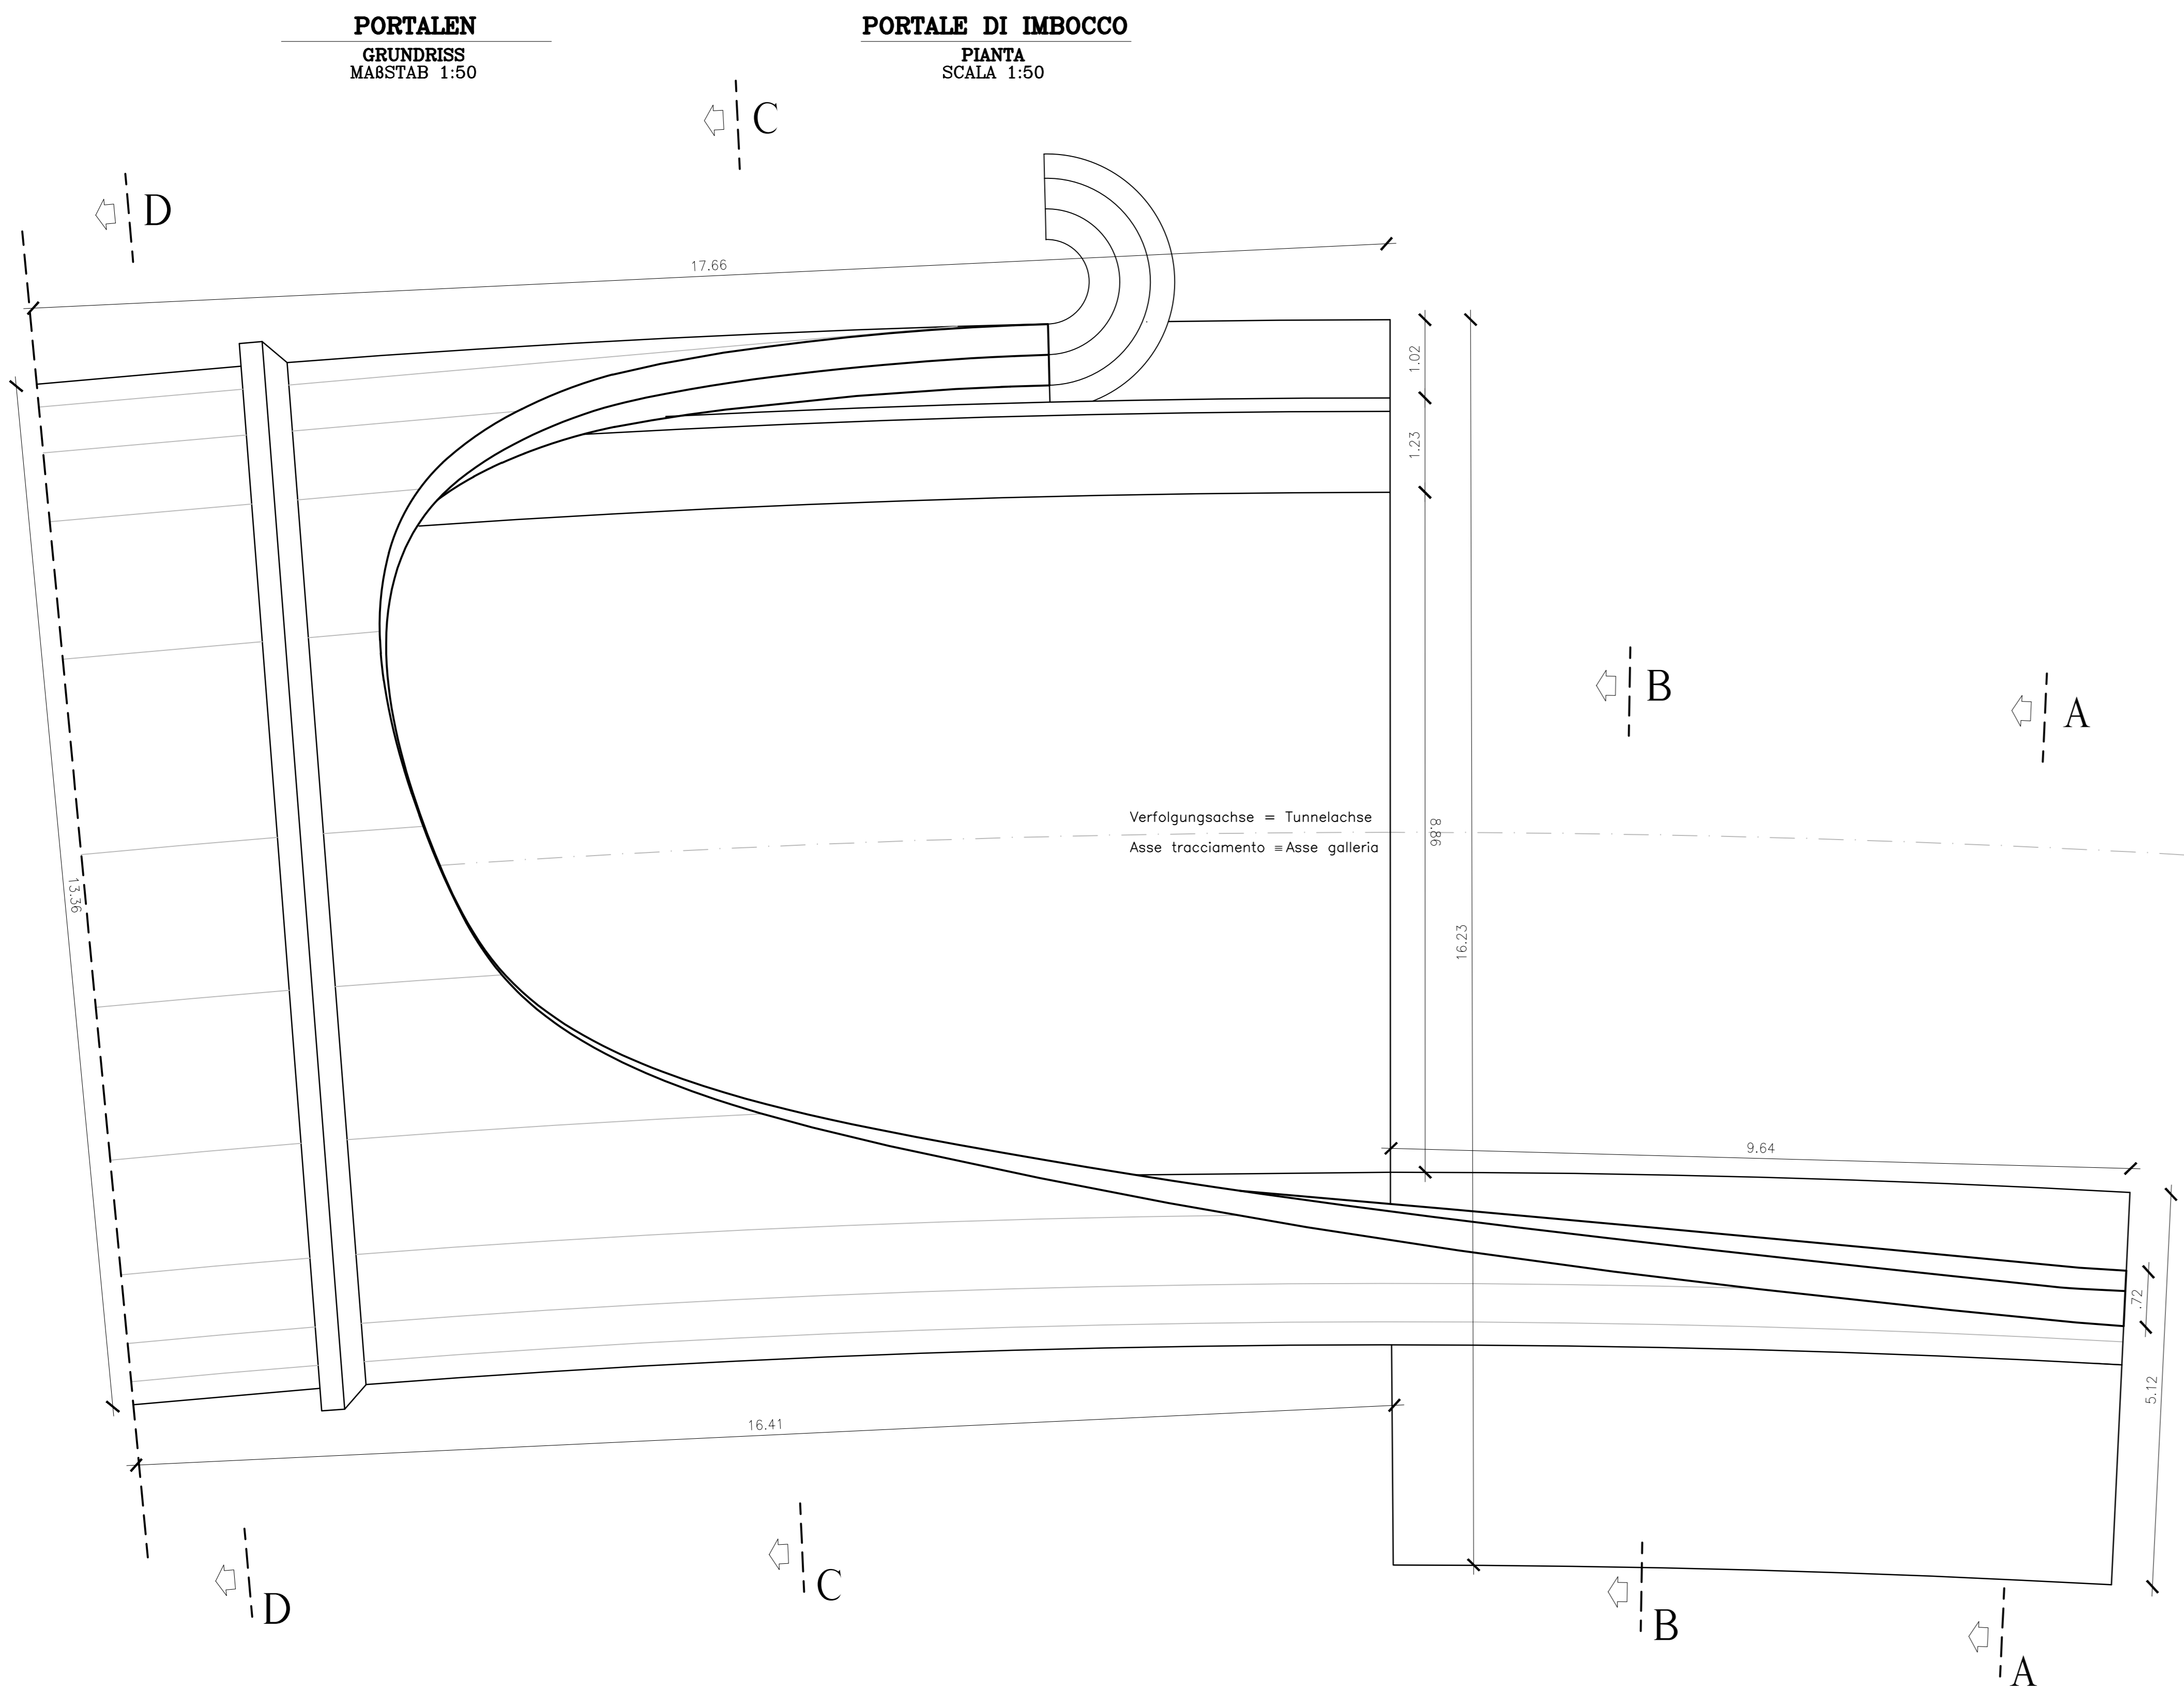 PORTALEN
GRUNDRISS
MAßSTAB 1:50
PORTALE DI IMBOCCO
PIANTA
SCALA 1:50
C
D
17.66
1.02
1.23
B
A
Verfolgungsachse = Tunnelachse
Asse tracciamento ≡Asse galleria
8.86
13.36
16.23
9.64
.72
5.12
16.41
D
C
B
A